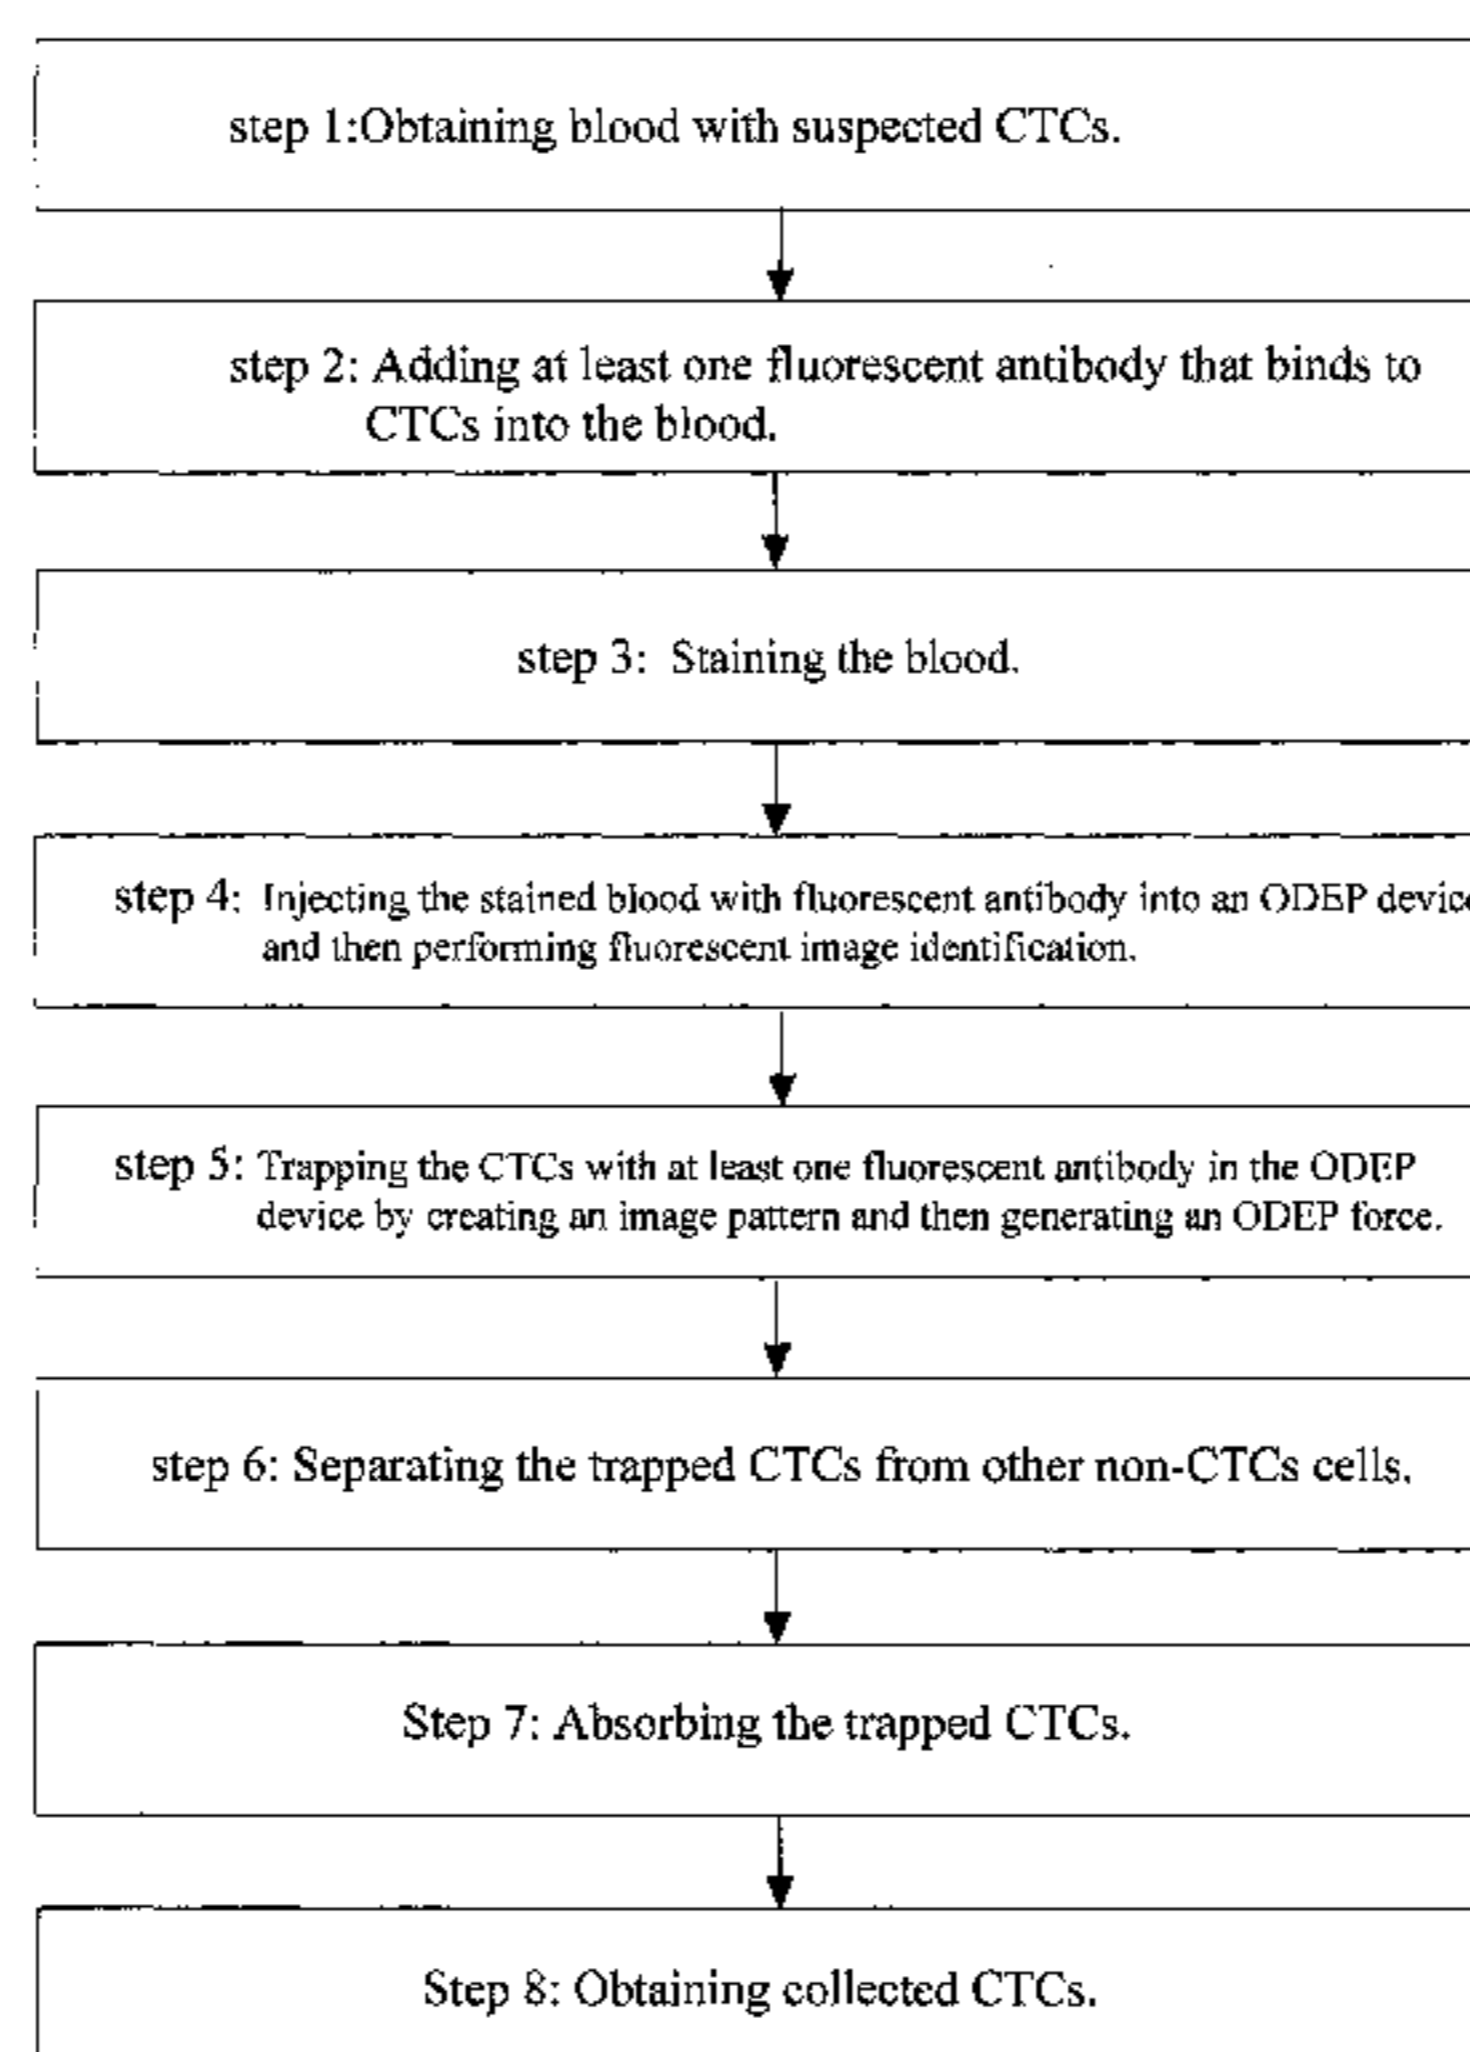 step 1:Obtaining blood with suspected CTCs.
step 2: Adding at least one fluorescent antibody that binds to
CTCs into the blood.
step 3: Staining the blood.
step 4: Injecting the stained blood with fluorescent antibody into an ODEP device
and then performing fluorescent image identification.
step 5: Trapping the CTCs with at least one fluorescent antibody in the ODEP
device by creating an image pattern and then generating an ODEP force.
step 6: Separating the trapped CTCs from other non-CTCs cells.
Step 7: Absorbing the trapped CTCs.
Step 8: Obtaining collected CTCs.